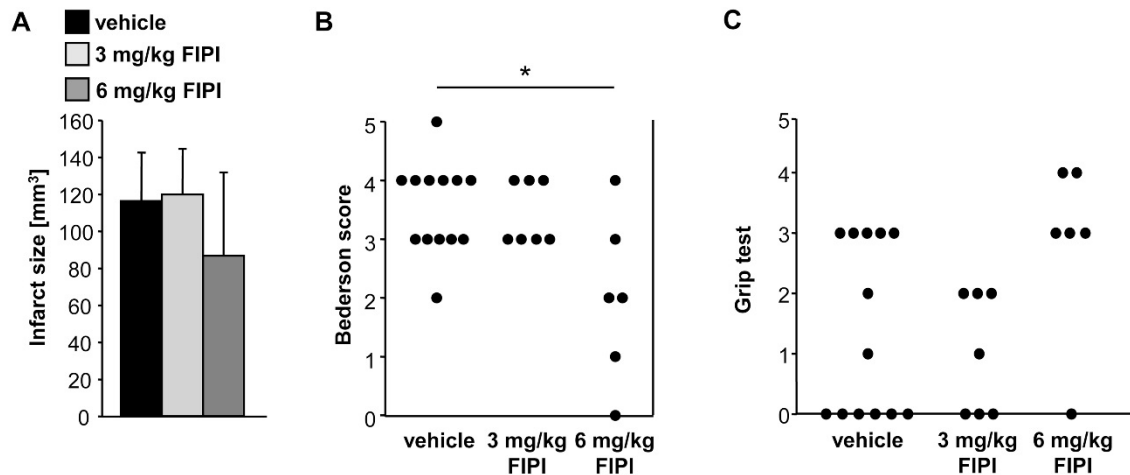 A
vehicle
3 mg/kg FIPI
6 mg/kg FIPI
Infarct size [mm³]
160
140
120
100
80
60
40
20
0
B
*
Bederson score
5
4
3
2
1
0
vehicle 3 mg/kg 6 mg/kg
FIPI FIPI
C
Grip test
5
4
3
2
1
0
vehicle 3 mg/kg 6 mg/kg
FIPI FIPI